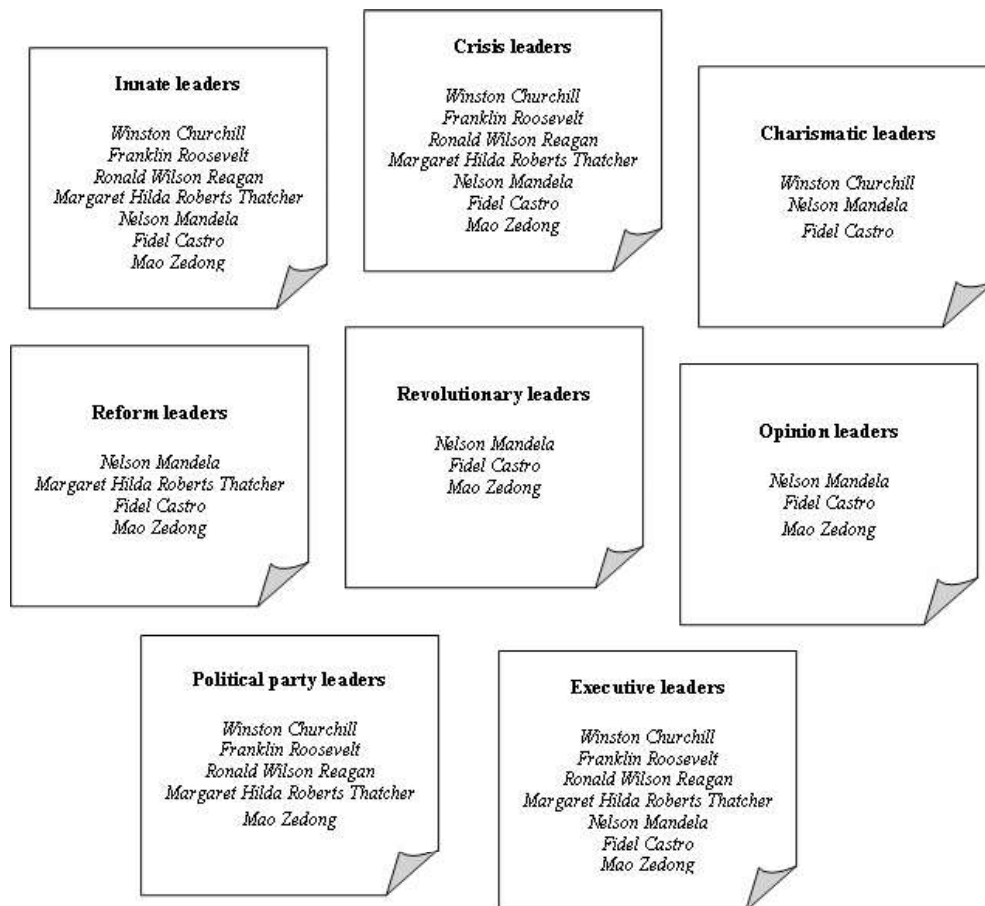 Innate leaders
Winston Churchill
Franklin Roosevelt
Ronald Wilson Reagan
Margaret Hilda Roberts Thatcher
Nelson Mandela
Fidel Castro
Mao Zedong
Crisis leaders
Winston Churchill
Franklin Roosevelt
Ronald Wilson Reagan
Margaret Hilda Roberts Thatcher
Nelson Mandela
Fidel Castro
Mao Zedong
Charismatic leaders
Winston Churchill
Nelson Mandela
Fidel Castro
Reform leaders
Nelson Mandela
Margaret Hilda Roberts Thatcher
Fidel Castro
Mao Zedong
Revolutionary leaders
Nelson Mandela
Fidel Castro
Mao Zedong
Opinion leaders
Nelson Mandela
Fidel Castro
Mao Zedong
Political party leaders
Winston Churchill
Franklin Roosevelt
Ronald Wilson Reagan
Margaret Hilda Roberts Thatcher
Mao Zedong
Executive leaders
Winston Churchill
Franklin Roosevelt
Ronald Wilson Reagan
Margaret Hilda Roberts Thatcher
Nelson Mandela
Fidel Castro
Mao Zedong